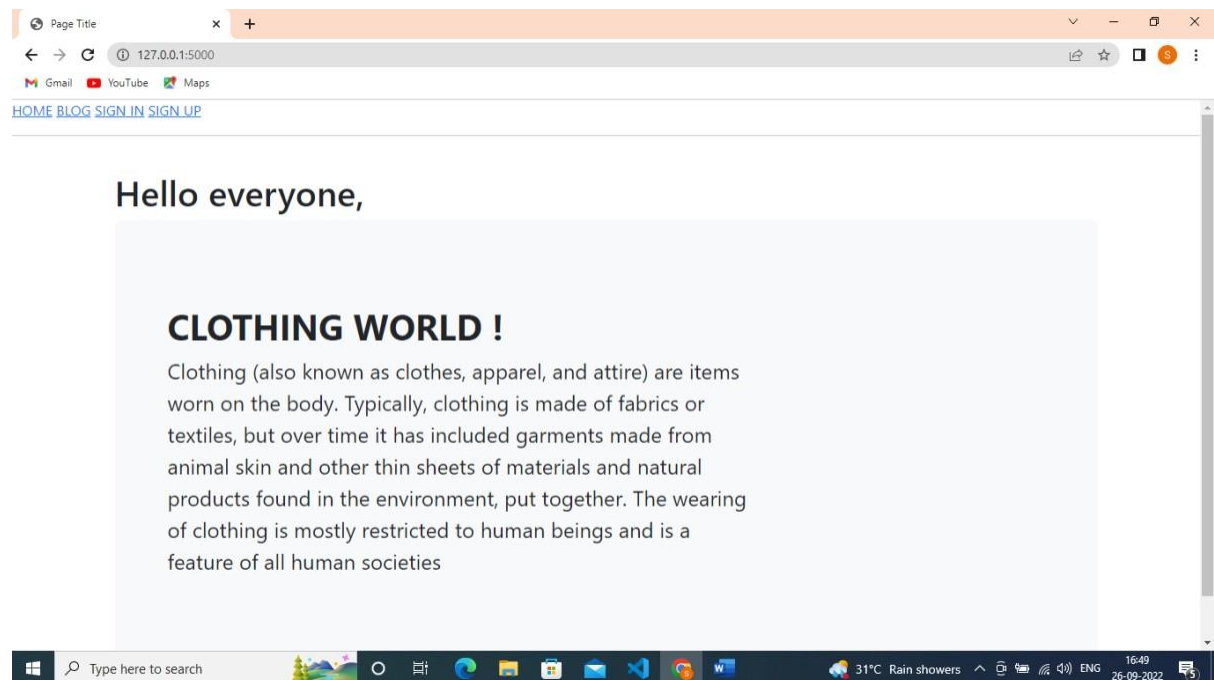 Page Title
127.0.0.1:5000
Gmail YouTube Maps
HOME BLOG SIGN IN SIGN UP
Hello everyone,
CLOTHING WORLD !
Clothing (also known as clothes, apparel, and attire) are items
worn on the body. Typically, clothing is made of fabrics or
textiles, but over time it has included garments made from
animal skin and other thin sheets of materials and natural
products found in the environment, put together. The wearing
of clothing is mostly restricted to human beings and is a
feature of all human societies
Type here to search
31°C Rain showers
ENG
16:49
26-09-2022
5
S
W